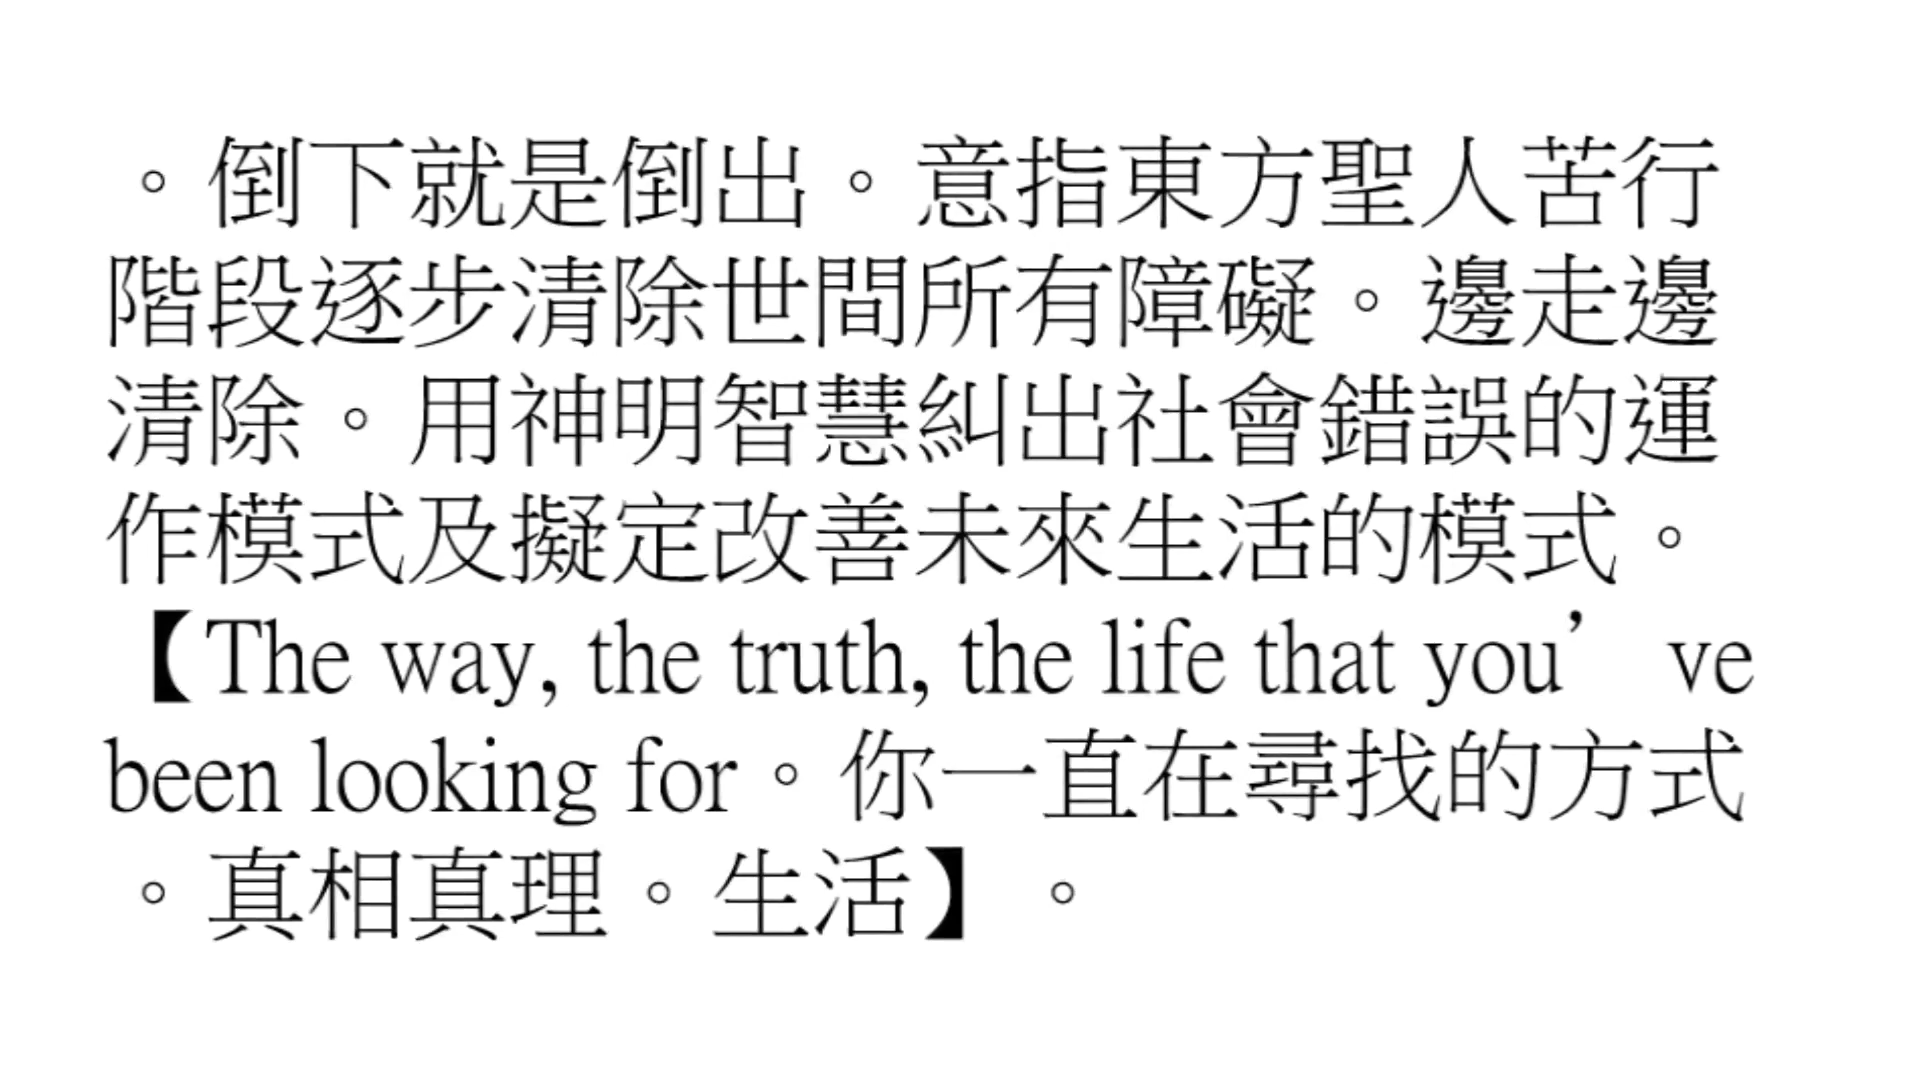 。倒下就是倒出。意指東方聖人苦行
階段逐步清除世間所有障礙。邊走邊
清除。用神明智慧糾出社會錯誤的運
作模式及擬定改善未來生活的模式。
【The way, the truth, the life that you’ve
been looking for。你一直在尋找的方式
。真相真理。生活】。